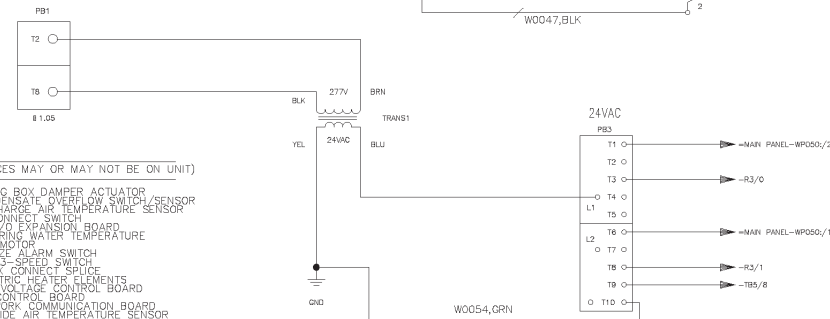 PB1
2
W0047,BLK
T2
T8
277V
BRN
BLK
TRANS1
1.05
YEL
24VAC
BLU
24VAC
PB3
T1
=MAIN PANEL-WP050:/2
T2
T3
-R3/0
T4
L1
T5
T6
=MAIN PANEL-WP050:/1
L2
T7
T8
-R3/1
T9
-TB5/8
T10
GND
W0054,GRN
CES MAY OR MAY NOT BE ON UNIT)
G BOX DAMPER ACTUATOR
DENSATE OVERFLOW SWITCH/SENSOR
HARGE AIR TEMPERATURE SENSOR
ONNECT SWITCH
/O EXPANSION BOARD
RING WATER TEMPERATURE
MOTOR
ZE ALARM SWITCH
3-SPEED SWITCH
K CONNECT SPLICE
TRIC HEATER ELEMENTS
VOLTAGE CONTROL BOARD
CONTROL BOARD
ORK COMMUNICATION BOARD
IDE AIR TEMPERATURE SENSOR